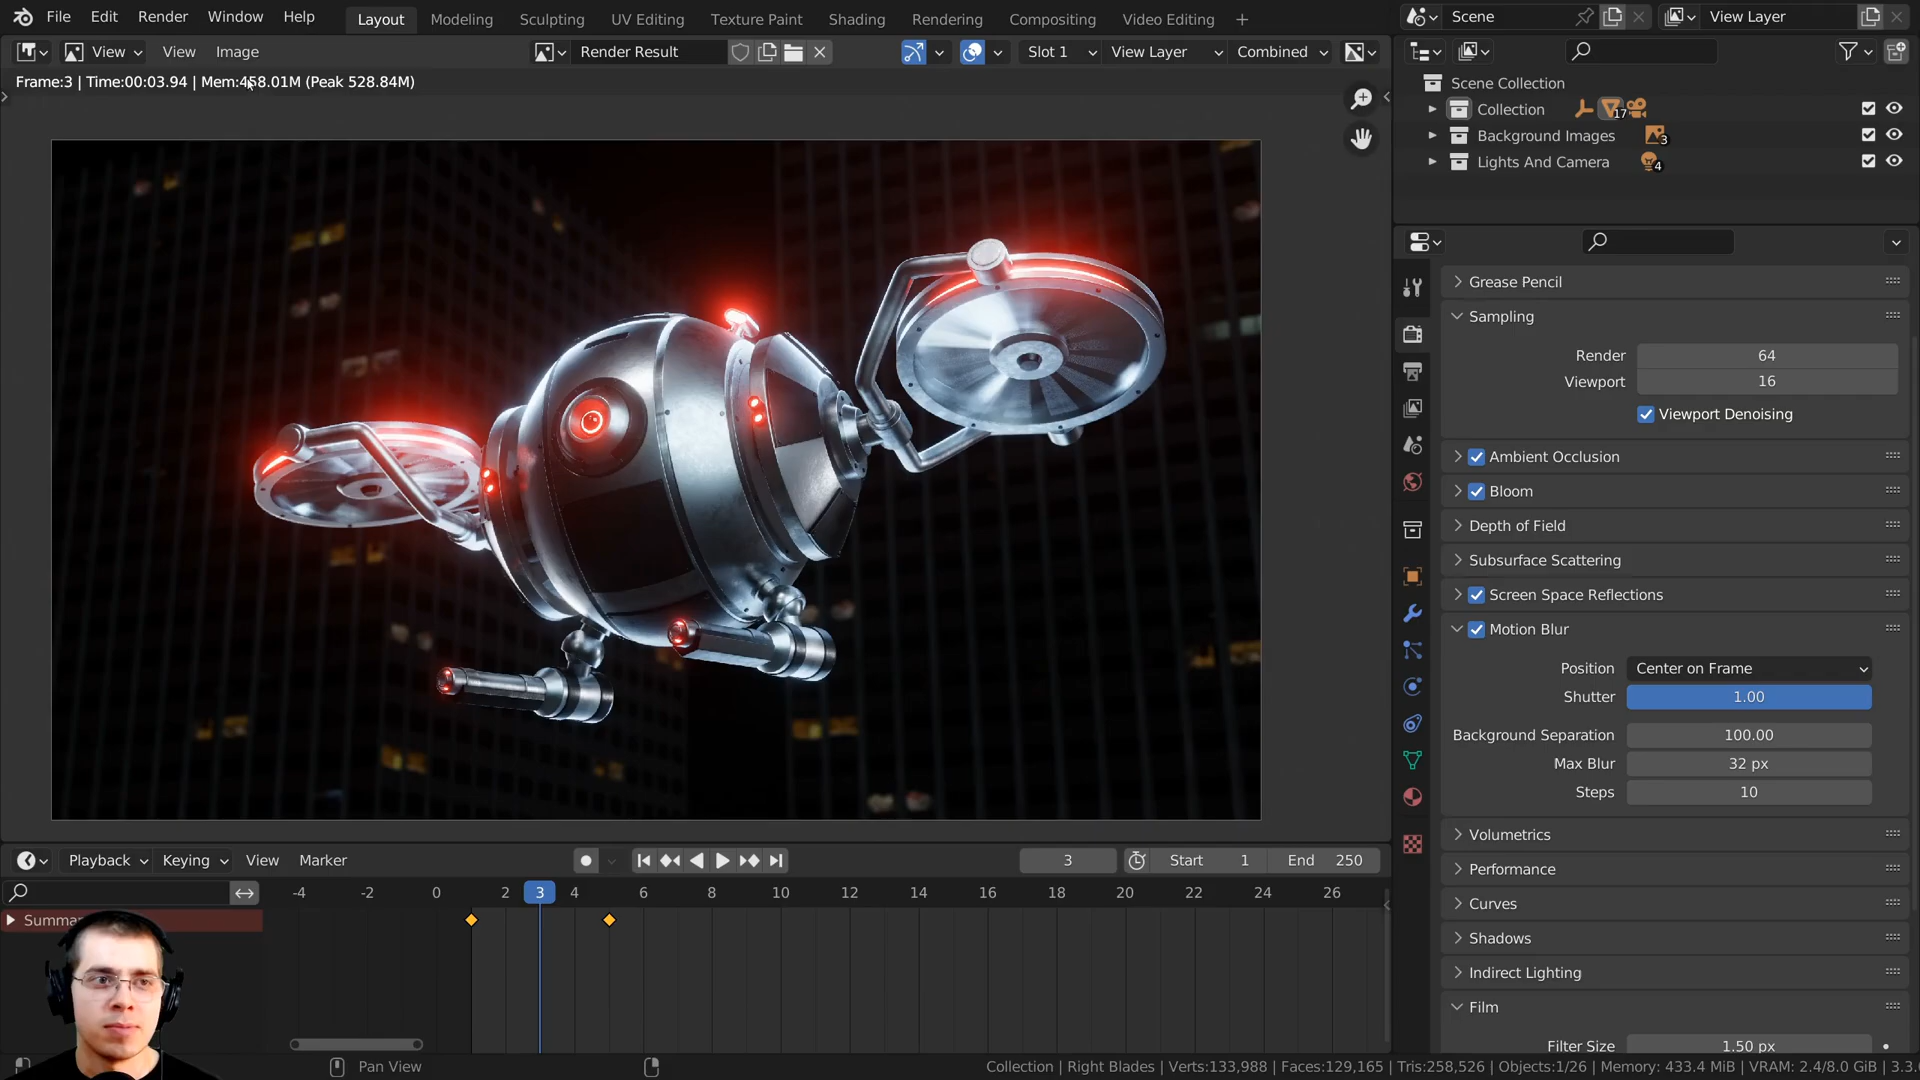 File Edit Render Window Help Layout Modeling Sculpting UV Editing Texture Paint Shading Rendering Compositing Video Editing + Scene View Layer
View View Image Render Result Slot 1 View Layer Combined
Frame:3 | Time:00:03.94 | Mem:458.01M (Peak 528.84M)
Scene Collection
Collection 17
Background Images 3
Lights And Camera 4
Grease Pencil
Sampling
Render 64
Viewport 16
Viewport Denoising
Ambient Occlusion
Bloom
Depth of Field
Subsurface Scattering
Screen Space Reflections
Motion Blur
Position Center on Frame
Shutter 1.00
Background Separation 100.00
Max Blur 32 px
Steps 10
Volumetrics
Performance
Curves
Shadows
Indirect Lighting
Film
Filter Size 1.50 px
Playback Keying View Marker 3 Start 1 End 250
-4 -2 0 2 3 4 6 8 10 12 14 16 18 20 22 24 26
Pan View
Collection | Right Blades | Verts:133,988 | Faces:129,165 | Tris:258,526 | Objects:1/26 | Memory: 433.4 MiB | VRAM: 2.4/8.0 GiB | 3.3.